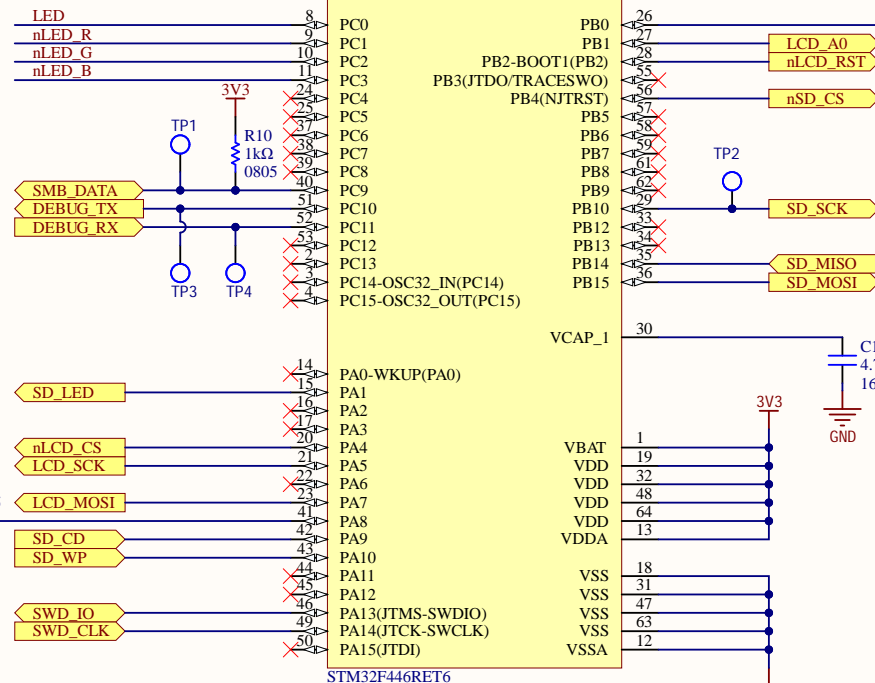 LED 8 PC0
nLED_R 9 PC1
nLED_G 10 PC2
nLED_B 11 PC3
3V3 24 PC4
25 PC5
TP1 R10 37 PC6
1kΩ 38 PC7
0805 39 PC8
SMB_DATA 40 PC9
DEBUG_TX 51 PC10
DEBUG_RX 52 PC11
53 PC12
2 PC13
TP3 TP4 3 PC14-OSC32_IN(PC14)
4 PC15-OSC32_OUT(PC15)
14 PA0-WKUP(PA0)
SD_LED 15 PA1
16 PA2
17 PA3
nLCD_CS 20 PA4
LCD_SCK 21 PA5
22 PA6
LCD_MOSI 23 PA7
41 PA8
SD_CD 42 PA9
SD_WP 43 PA10
44 PA11
45 PA12
SWD_IO 46 PA13(JTMS-SWDIO)
SWD_CLK 49 PA14(JTCK-SWCLK)
50 PA15(JTDI)
STM32F446RET6
PB0 26
PB1 27 LCD_A0
PB2-BOOT1(PB2) 28 nLCD_RST
PB3(JTDO/TRACESWO) 55
PB4(NJTRST) 56 nSD_CS
PB5 57
PB6 58
PB7 59
PB8 61 TP2
PB9 62
PB10 29 SD_SCK
PB12 33
PB13 34
PB14 35 SD_MISO
PB15 36 SD_MOSI
VCAP_1 30
GND
3V3
VBAT 1
VDD 19
VDD 32
VDD 48
VDD 64
VDDA 13
VSS 18
VSS 31
VSS 47
VSS 63
VSSA 12